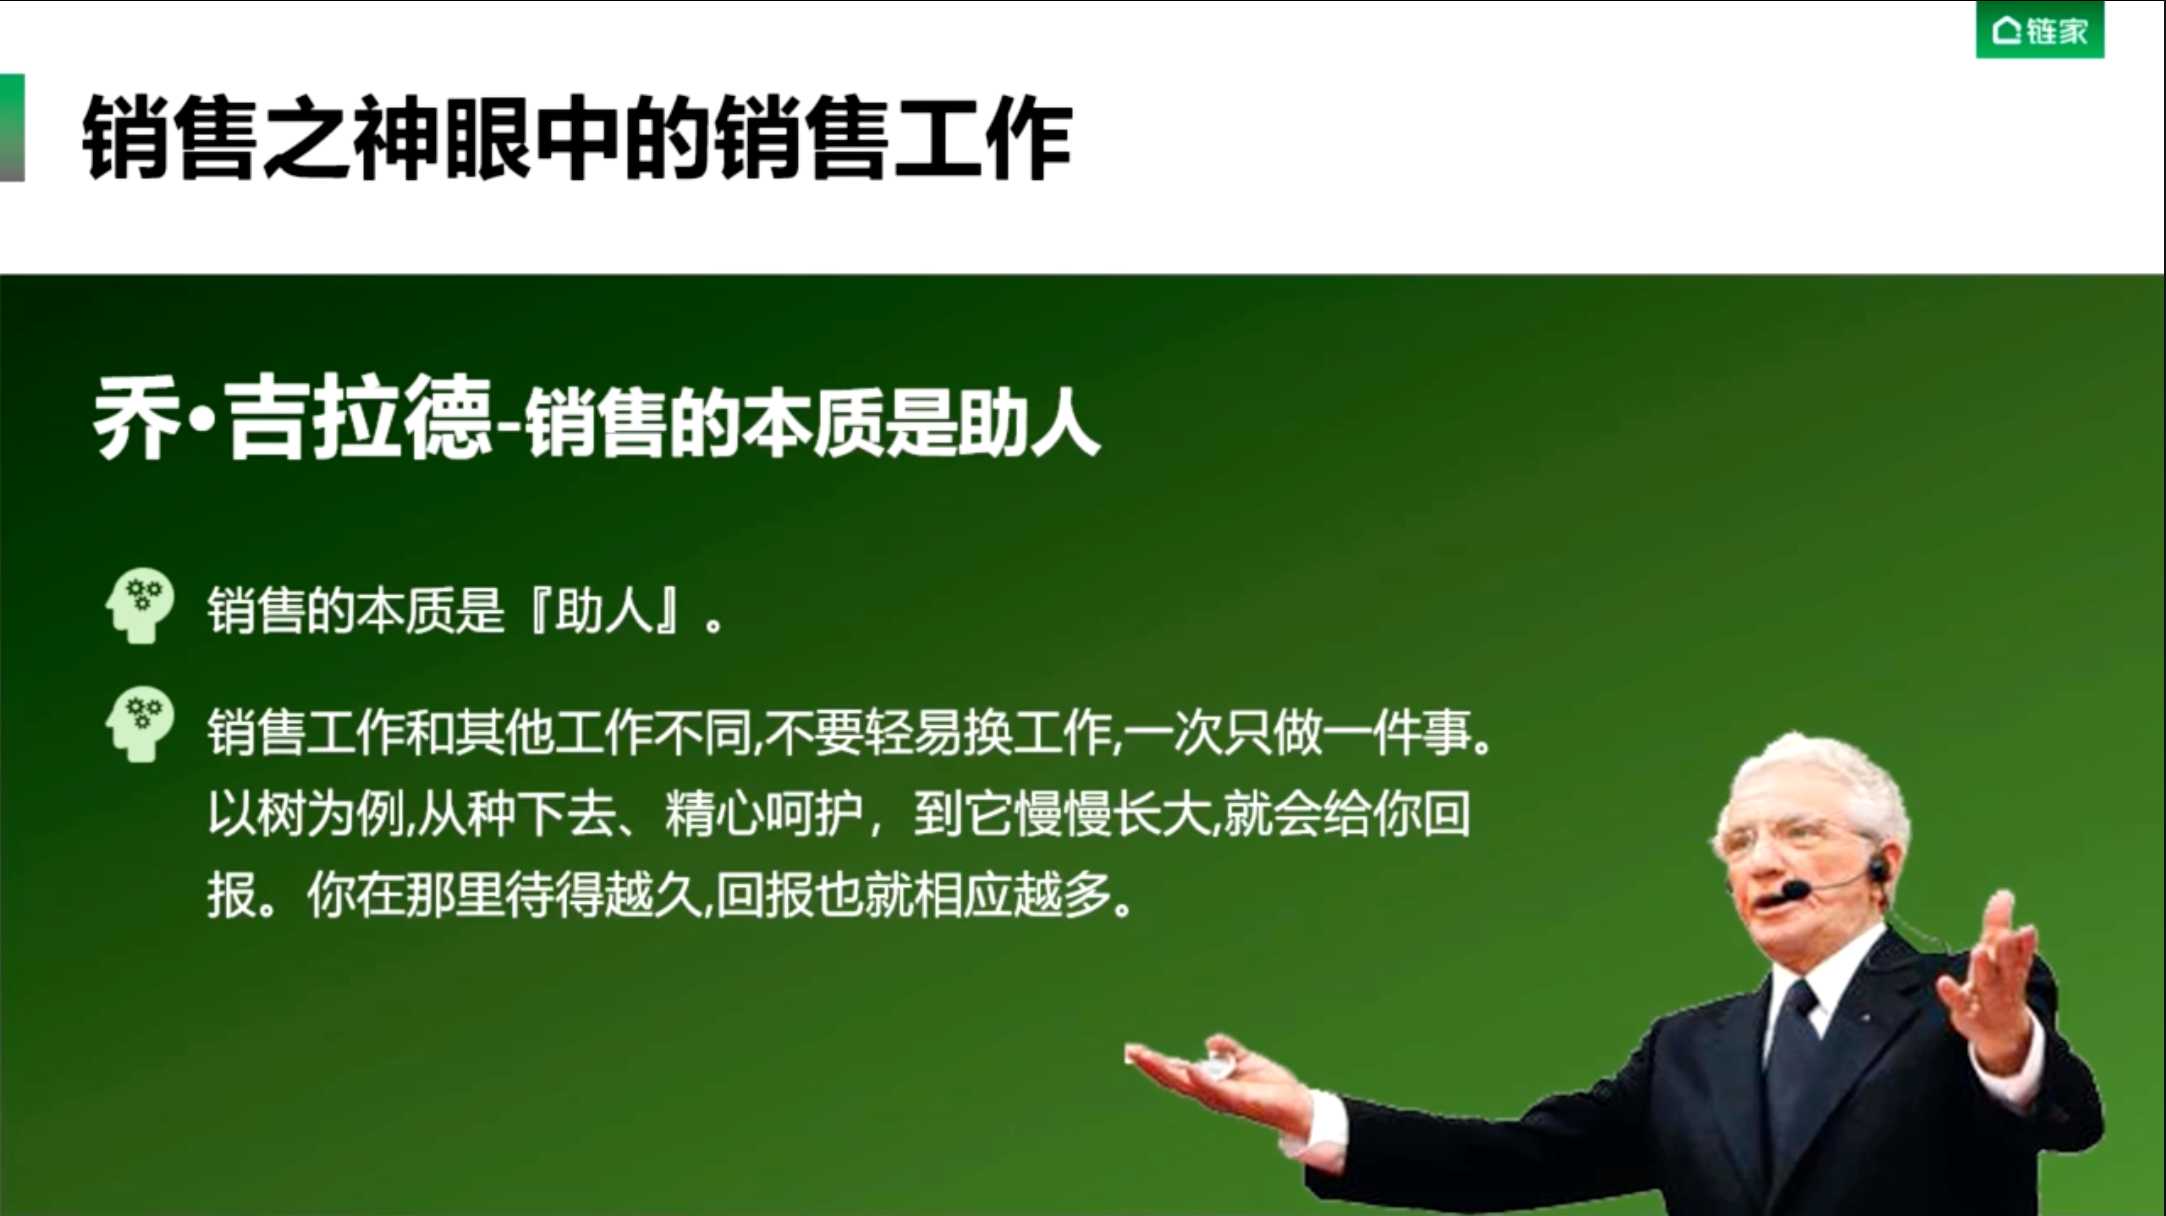 链家
销售之神眼中的销售工作
乔•吉拉德-销售的本质是助人
销售的本质是『助人』。
销售工作和其他工作不同,不要轻易换工作,一次只做一件事。
以树为例,从种下去、精心呵护，到它慢慢长大,就会给你回
报。你在那里待得越久,回报也就相应越多。